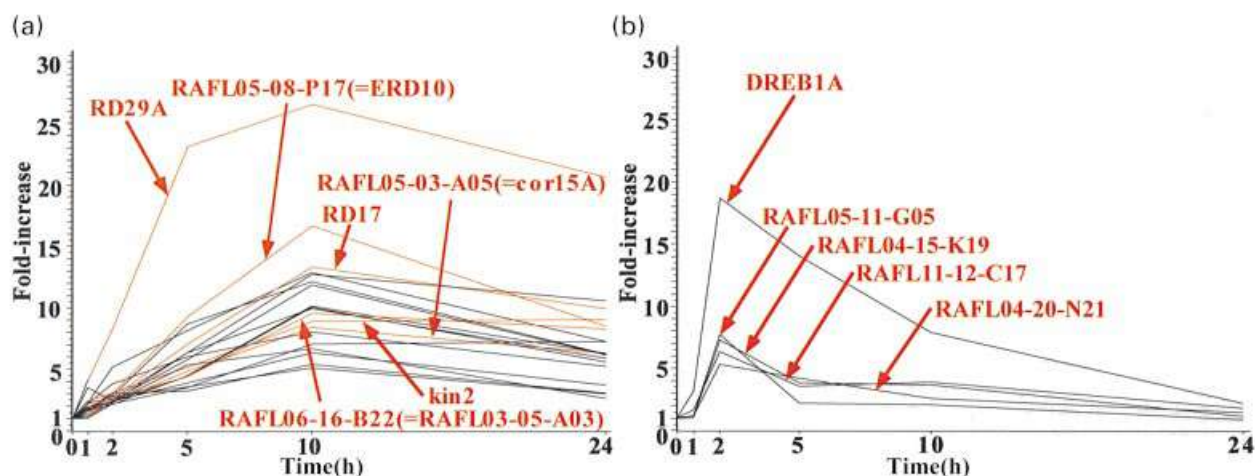 (a)
30
25
20
15
10
5
1
0
Fold-increase
RD29A
RAFL05-08-P17(=ERD10)
RAFL05-03-A05(=cor15A)
RD17
kin2
RAFL06-16-B22(=RAFL03-05-A03)
1 2 5 10 24
Time(h)
(b)
30
25
20
15
10
5
1
0
Fold-increase
DREB1A
RAFL05-11-G05
RAFL04-15-K19
RAFL11-12-C17
RAFL04-20-N21
1 2 5 10 24
Time(h)